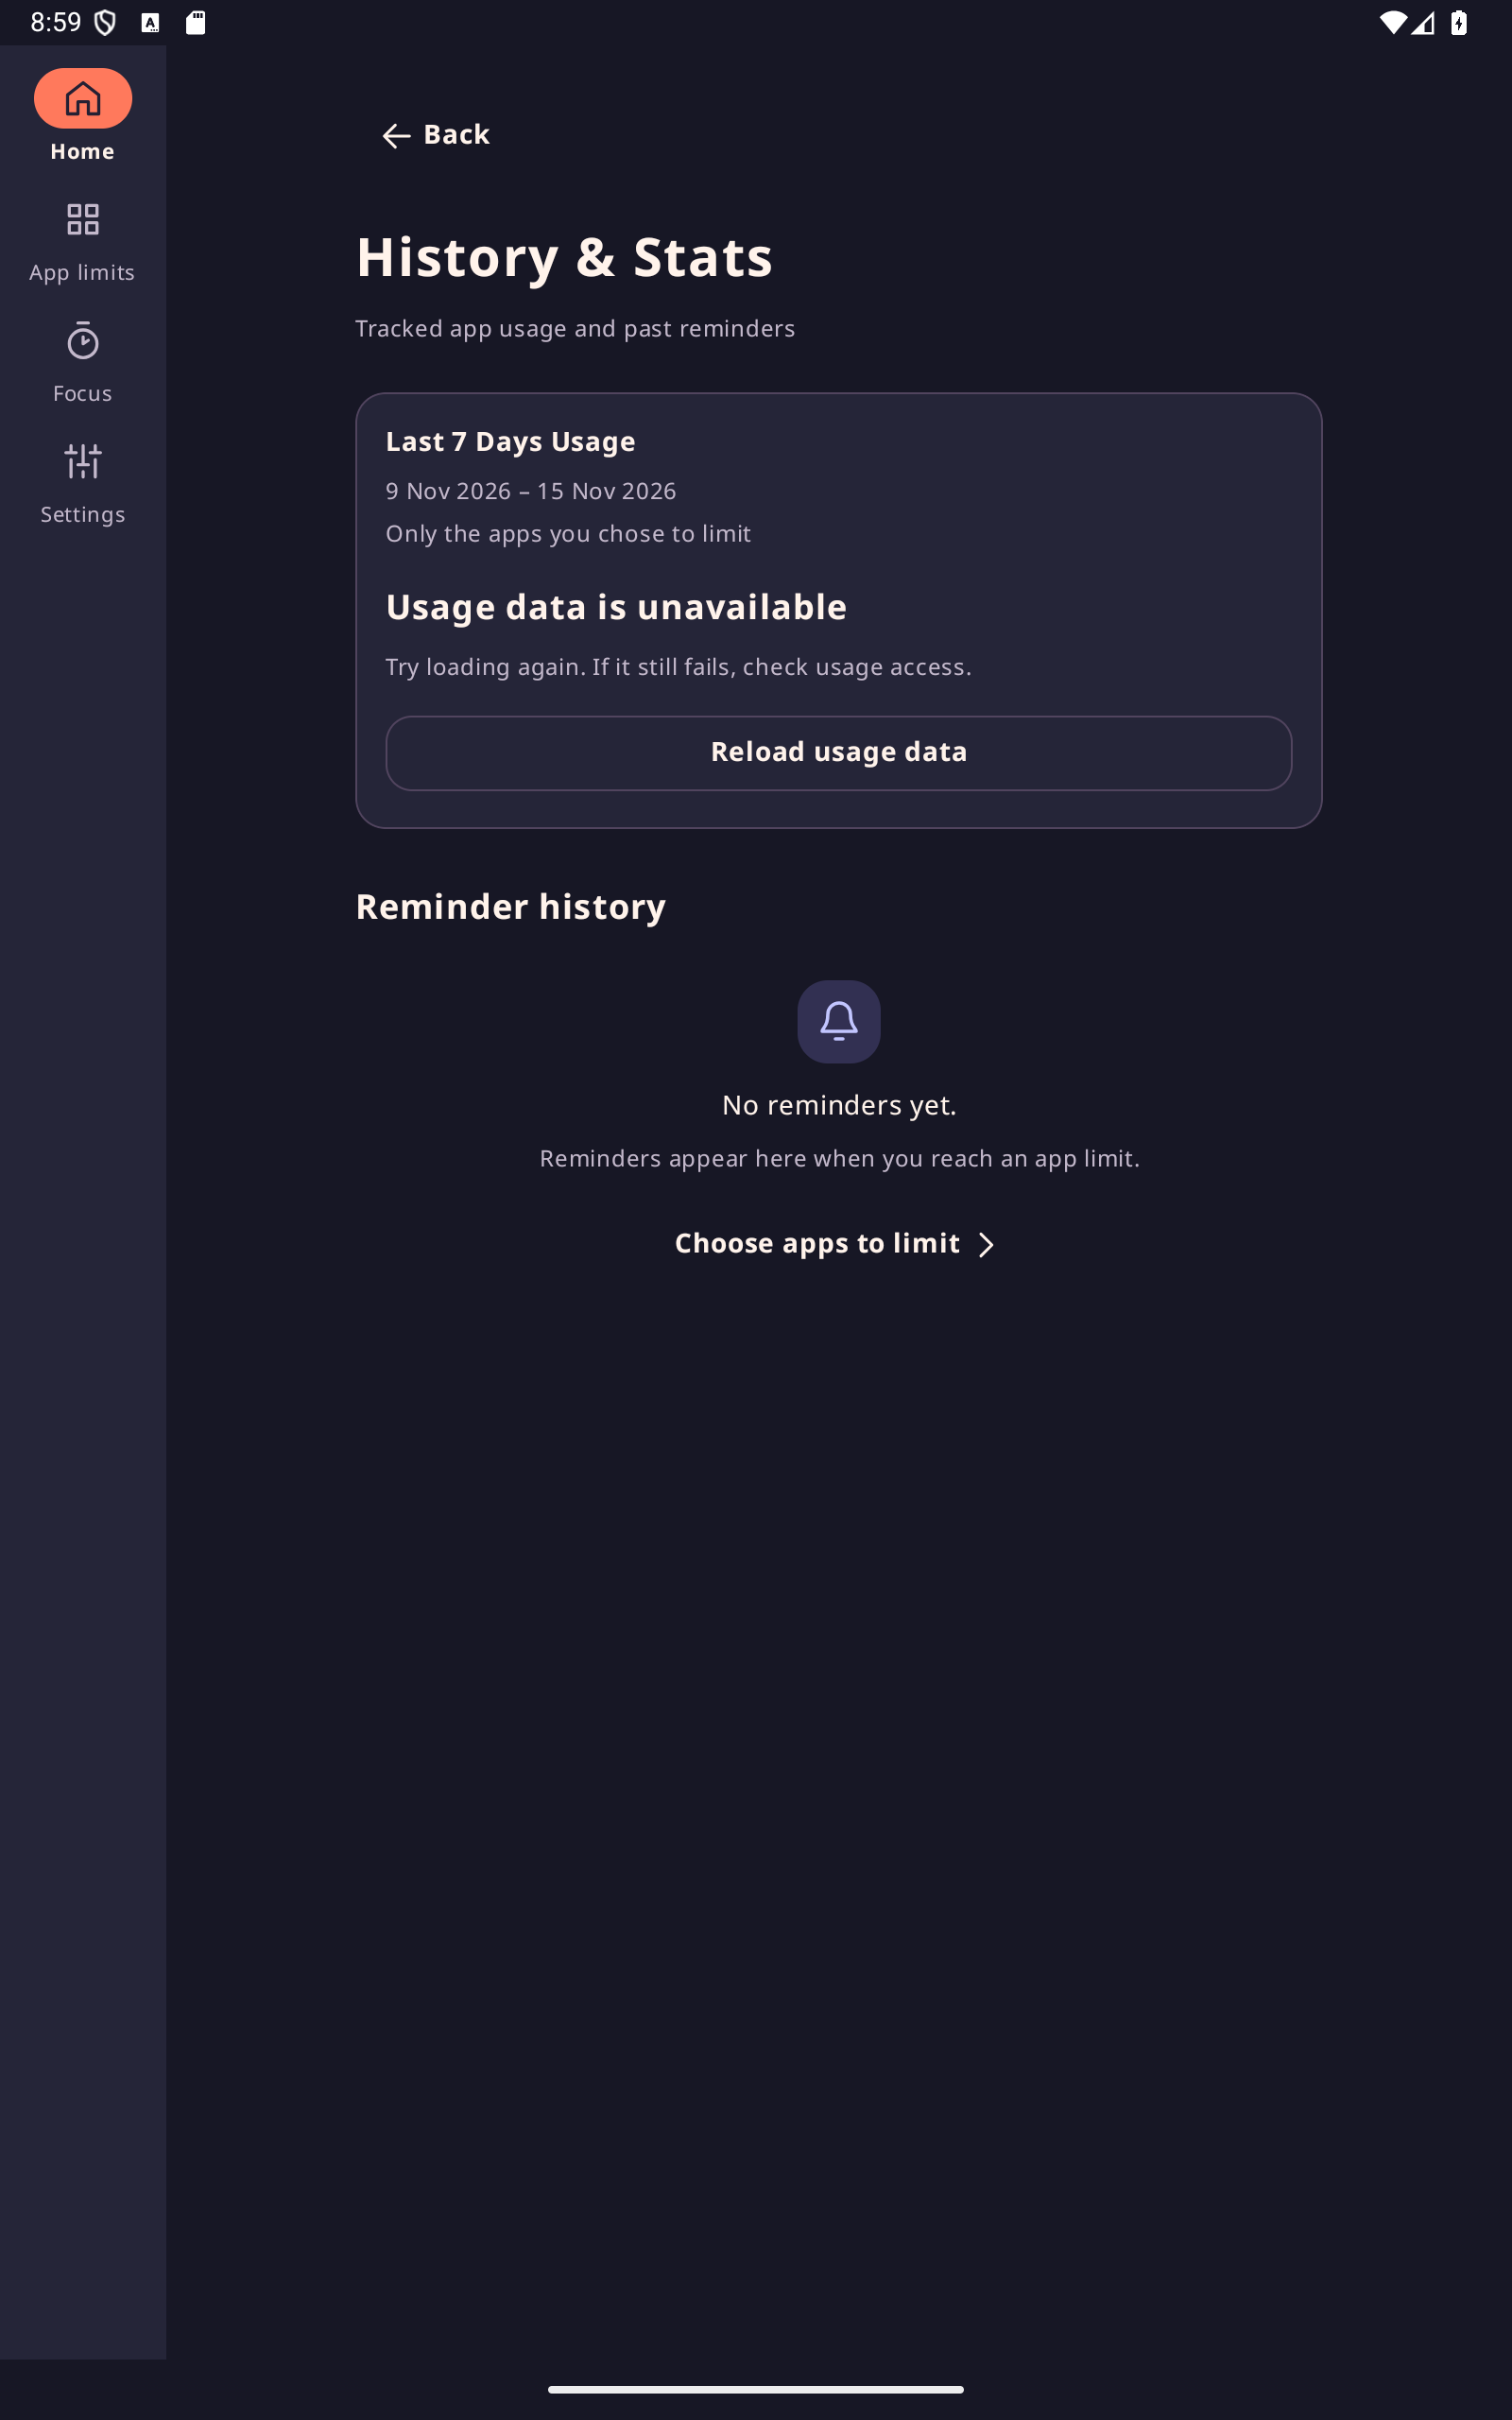 8:59
Home
App limits
Focus
Settings
Back
History & Stats
Tracked app usage and past reminders
Last 7 Days Usage
9 Nov 2026 – 15 Nov 2026
Only the apps you chose to limit
Usage data is unavailable
Try loading again. If it still fails, check usage access.
Reload usage data
Reminder history
No reminders yet.
Reminders appear here when you reach an app limit.
Choose apps to limit